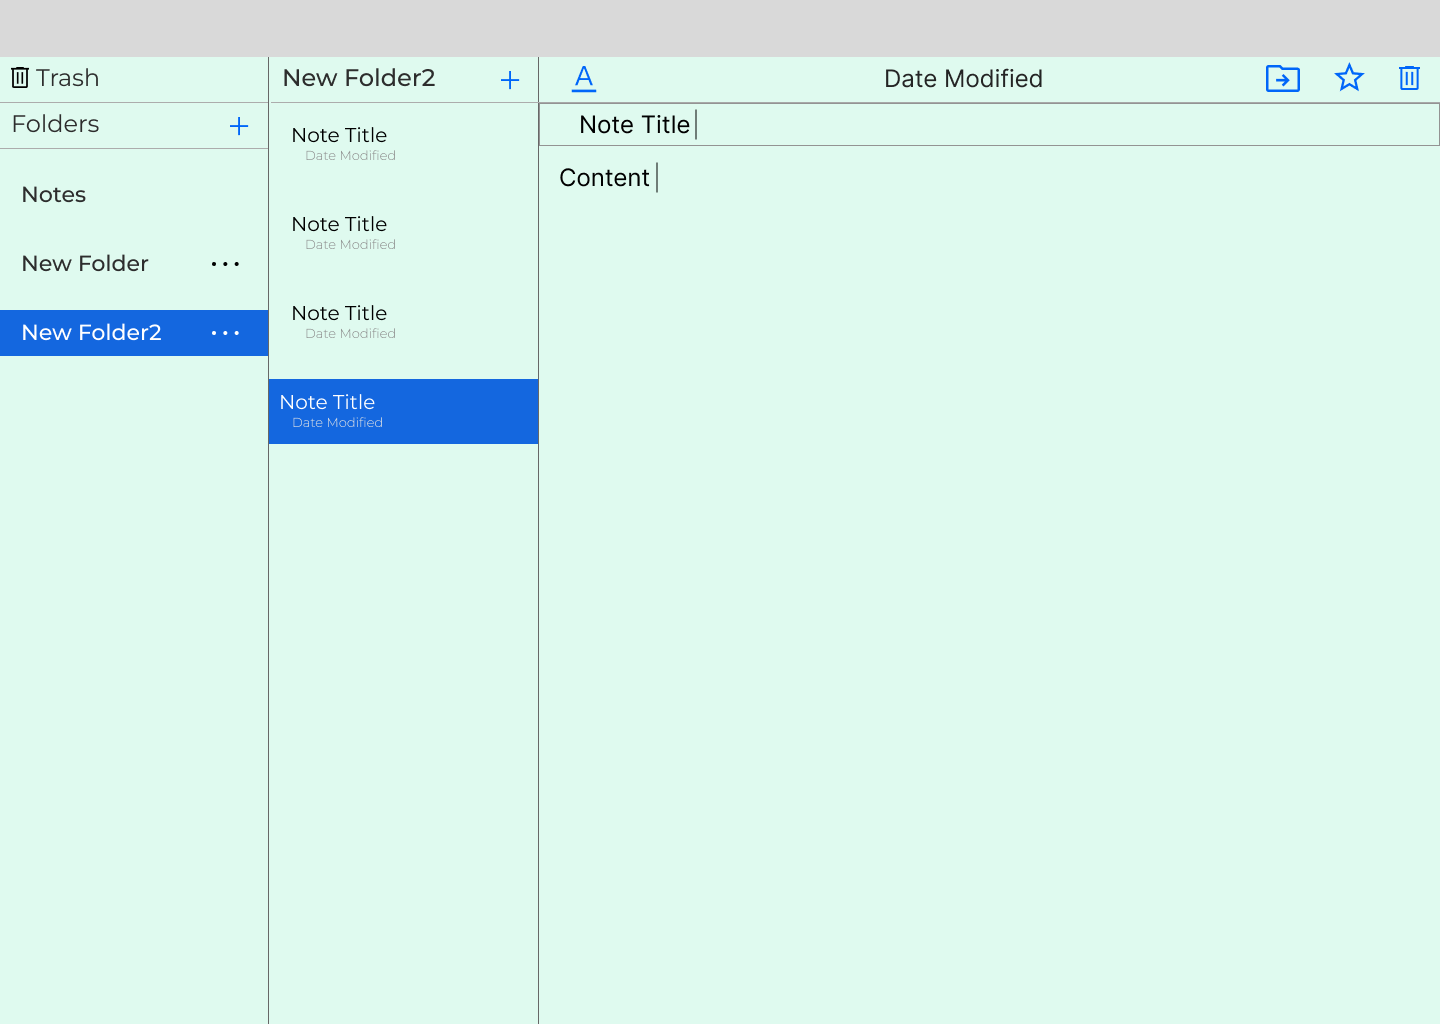 Trash
Folders
Notes
New Folder
New Folder2
New Folder2
Note Title
Date Modified
Note Title
Date Modified
Note Title
Date Modified
Note Title
Date Modified
A
Date Modified
Note Title
Content